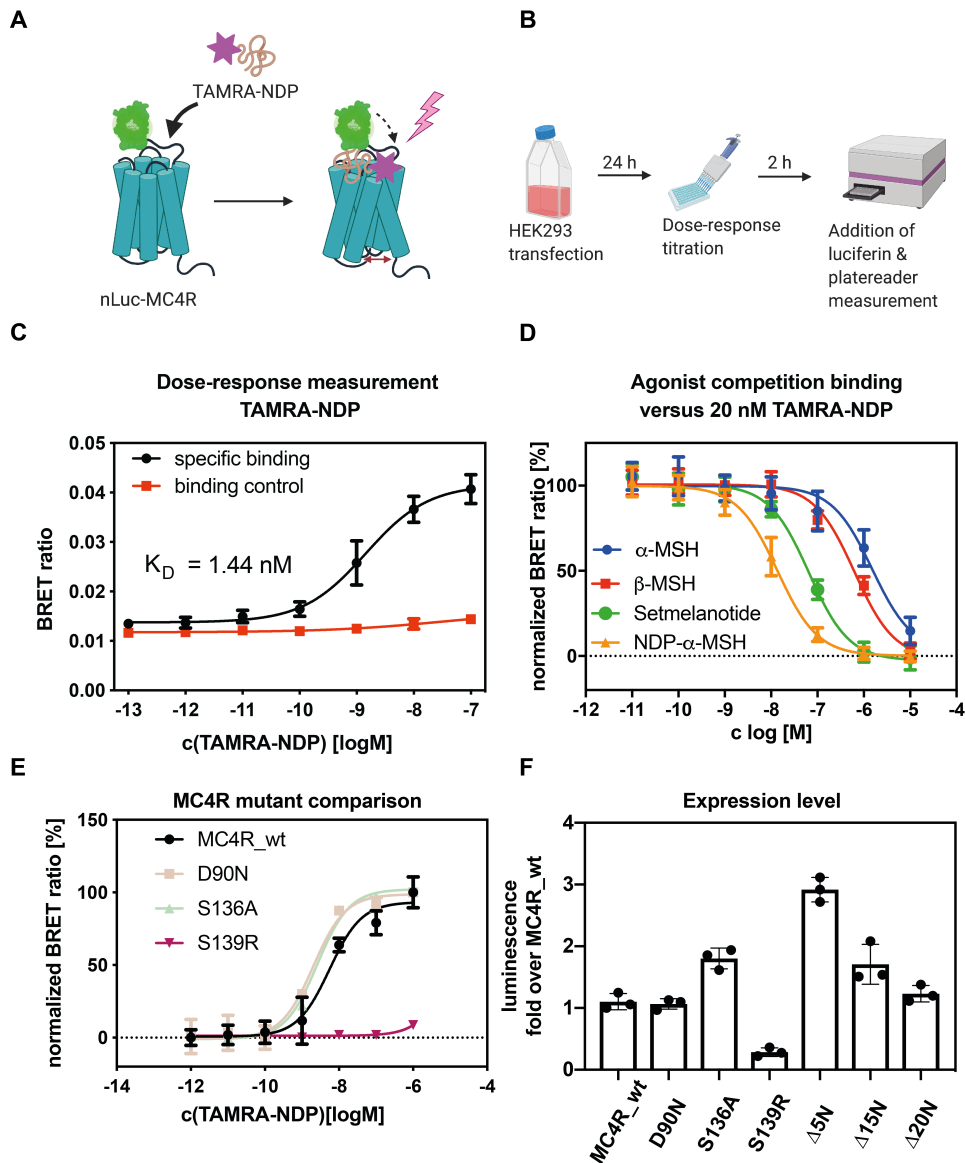 A
TAMRA-NDP
nLuc-MC4R
B
24 h
2 h
HEK293
transfection
Dose-response
titration
Addition of
luciferin &
platereader
measurement
C
Dose-response measurement
TAMRA-NDP
0.05
0.04
0.03
0.02
0.01
0.00
BRET ratio
specific binding
binding control
KD = 1.44 nM
-13 -12 -11 -10 -9 -8 -7
c(TAMRA-NDP) [logM]
D
Agonist competition binding
versus 20 nM TAMRA-NDP
100
50
0
normalized BRET ratio [%]
α-MSH
β-MSH
Setmelanotide
NDP-α-MSH
-12 -11 -10 -9 -8 -7 -6 -5 -4
c log [M]
E
MC4R mutant comparison
150
100
50
0
normalized BRET ratio [%]
MC4R_wt
D90N
S136A
S139R
-14 -12 -10 -8 -6 -4
c(TAMRA-NDP)[logM]
F
Expression level
4
3
2
1
0
luminescence
fold over MC4R_wt
MC4R_wt
D90N
S136A
S139R
Δ5N
Δ15N
Δ20N